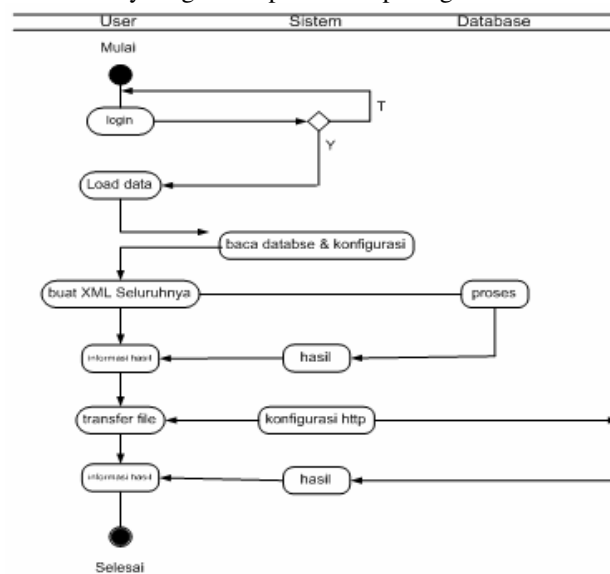 User Sistem Database
Mulai
T
login
Y
Load data
baca databse & konfigurasi
buat XML Seluruhnya proses
informasi hasil hasil
transfer file konfigurasi http
informasi hasil hasil
Selesai